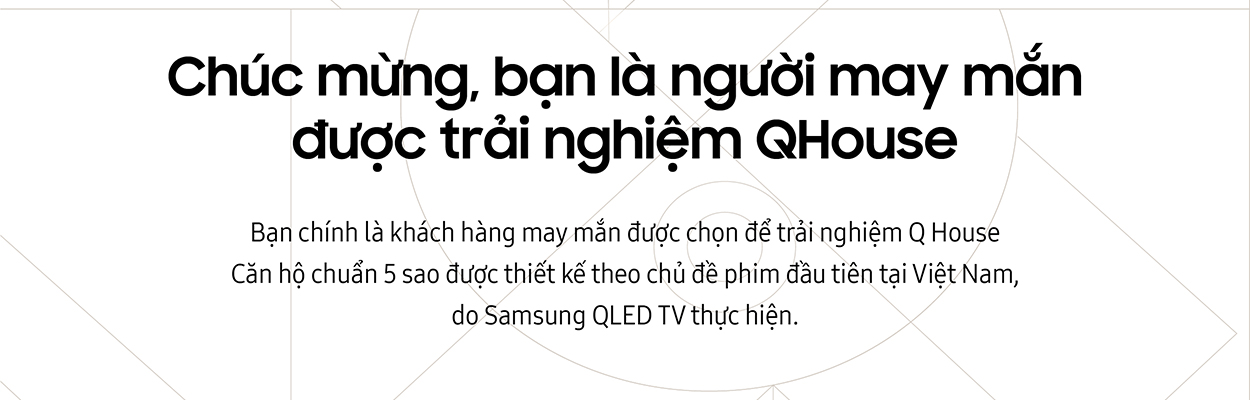 Chúc mừng, bạn là người may mắn
được trải nghiệm QHouse
Bạn chính là khách hàng may mắn được chọn để trải nghiệm Q House
Căn hộ chuẩn 5 sao được thiết kế theo chủ đề phim đầu tiên tại Việt Nam,
do Samsung QLED TV thực hiện.